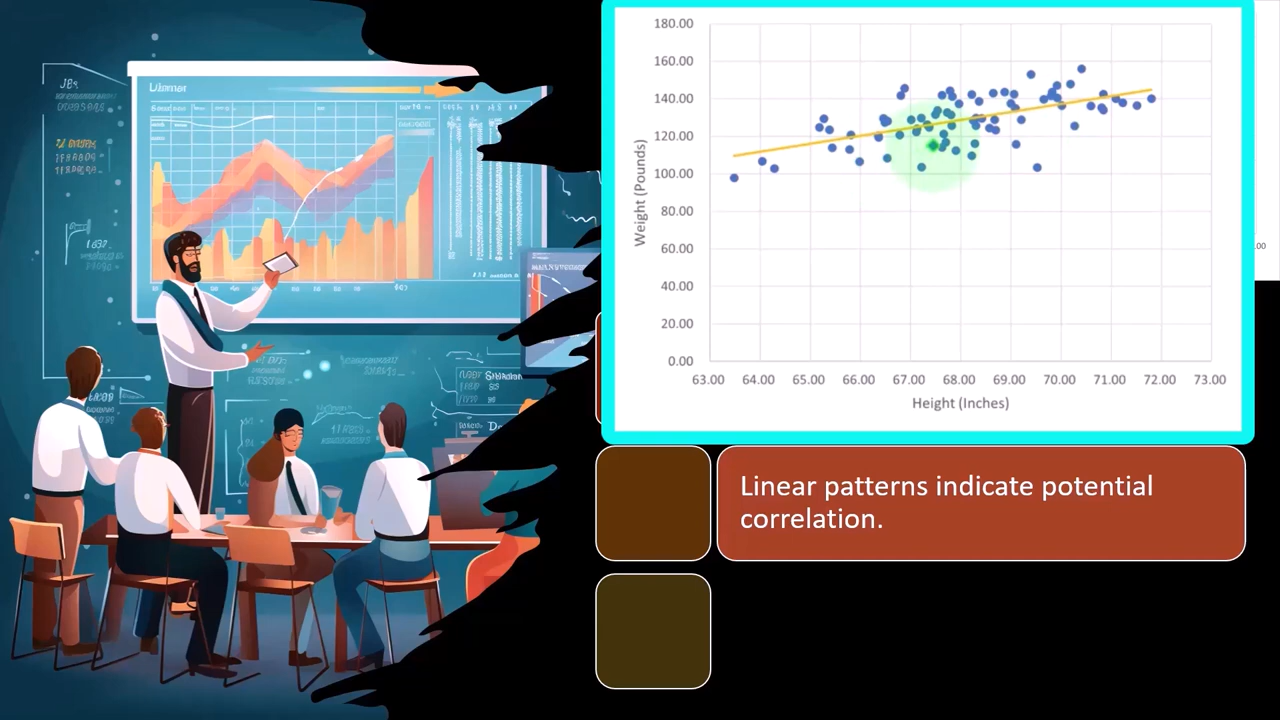 180.00
160.00
140.00
120.00
100.00
80.00
60.00
40.00
20.00
0.00
Weight (Pounds)
63.00 64.00 65.00 66.00 67.00 68.00 69.00 70.00 71.00 72.00 73.00
Height (Inches)
.00
Linear patterns indicate potential
correlation.